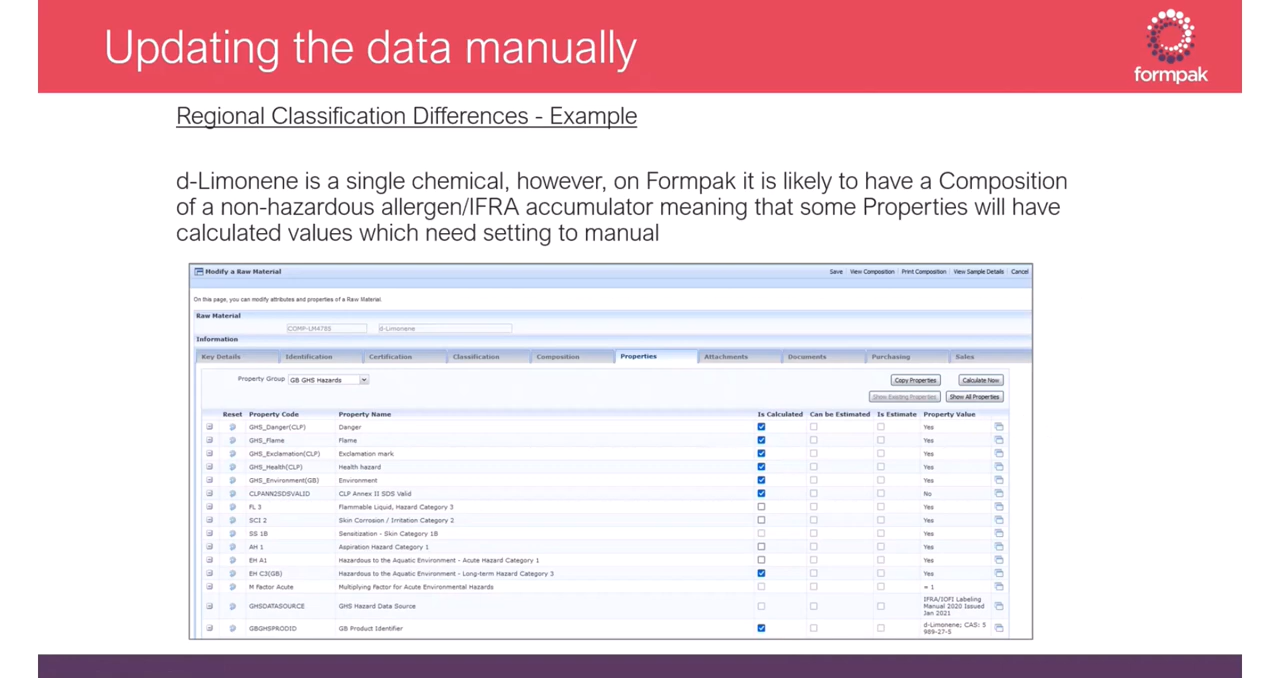 Updating the data manually
formpak
Regional Classification Differences - Example
d-Limonene is a single chemical, however, on Formpak it is likely to have a Composition
of a non-hazardous allergen/IFRA accumulator meaning that some Properties will have
calculated values which need setting to manual
Modify a Raw Material Save View Composition Print Composition View Sample Details Cancel
On this page, you can modify attributes and properties of a Raw Material.
Raw Material
COMP-LM4785 d-Limonene
Information
Key Details Identification Certification Classification Composition Properties Attachments Documents Purchasing Sales
Property Group GB GHS Hazards Copy Properties Calculate Now
Show Existing Properties Show All Properties
Reset Property Code Property Name Is Calculated Can be Estimated Is Estimate Property Value
GHS_Danger(CLP) Danger Yes
GHS_Flame Flame Yes
GHS_Exclamation(CLP) Exclamation mark Yes
GHS_Health(CLP) Health hazard Yes
GHS_Environment(GB) Environment Yes
CLPANN2SDSVALID CLP Annex II SDS Valid No
FL 3 Flammable Liquid, Hazard Category 3 Yes
SCI 2 Skin Corrosion / Irritation Category 2 Yes
SS 1B Sensitization - Skin Category 1B Yes
AH 1 Aspiration Hazard Category 1 Yes
EH A1 Hazardous to the Aquatic Environment - Acute Hazard Category 1 Yes
EH C3(GB) Hazardous to the Aquatic Environment - Long-term Hazard Category 3 Yes
M Factor Acute Multiplying Factor for Acute Environmental Hazards = 1
GHSDATASOURCE GHS Hazard Data Source IFRA/IOFI Labeling
Manual 2020 Issued
Jan 2021
GBGHSPRODID GB Product Identifier d-Limonene; CAS: 5
989-27-5